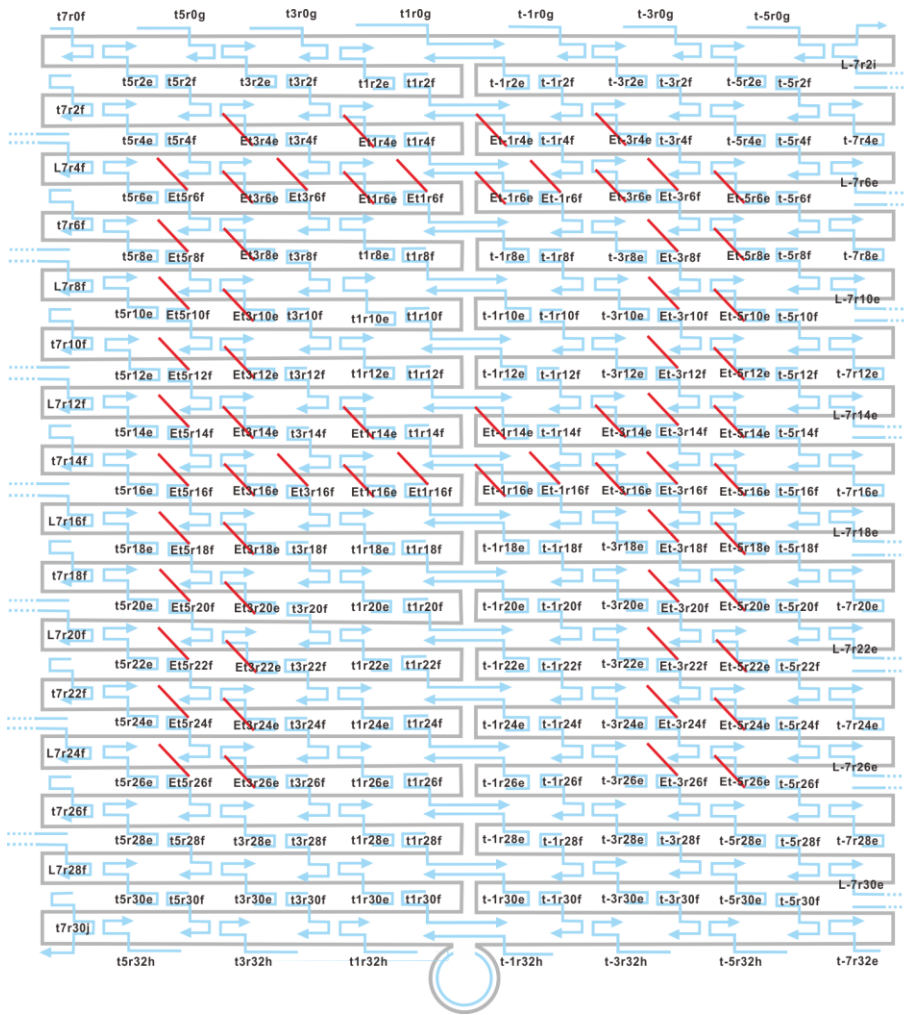 t7r0f t5r0g t3r0g t1r0g t-1r0g t-3r0g t-5r0g
L-7r2i
t5r2e t5r2f t3r2e t3r2f t1r2e t1r2f t-1r2e t-1r2f t-3r2e t-3r2f t-5r2e t-5r2f
t7r2f
t5r4e t5r4f Et3r4e t3r4f Et1r4e t1r4f Et-1r4e t-1r4f Et-3r4e t-3r4f t-5r4e t-5r4f t-7r4e
L7r4f L-7r6e
t5r6e Et5r6f Et3r6e Et3r6f Et1r6e Et1r6f Et-1r6e Et-1r6f Et-3r6e Et-3r6f Et-5r6e t-5r6f
t7r6f
t5r8e Et5r8f Et3r8e t3r8f t1r8e t1r8f t-1r8e t-1r8f t-3r8e Et-3r8f Et-5r8e t-5r8f t-7r8e
L7r8f L-7r10e
t5r10e Et5r10f Et3r10e t3r10f t1r10e t1r10f t-1r10e t-1r10f t-3r10e Et-3r10f Et-5r10e t-5r10f
t7r10f
t5r12e Et5r12f Et3r12e t3r12f t1r12e t1r12f t-1r12e t-1r12f t-3r12e Et-3r12f Et-5r12e t-5r12f t-7r12e
L7r12f L-7r14e
t5r14e Et5r14f Et3r14e t3r14f Et1r14e t1r14f Et-1r14e t-1r14f Et-3r14e Et-3r14f Et-5r14e t-5r14f
t7r14f
t5r16e Et5r16f Et3r16e Et3r16f Et1r16e Et1r16f Et-1r16e Et-1r16f Et-3r16e Et-3r16f Et-5r16e t-5r16f t-7r16e
L7r16f L-7r18e
t5r18e Et5r18f Et3r18e t3r18f t1r18e t1r18f t-1r18e t-1r18f t-3r18e Et-3r18f Et-5r18e t-5r18f
t7r18f
t5r20e Et5r20f Et3r20e t3r20f t1r20e t1r20f t-1r20e t-1r20f t-3r20e Et-3r20f Et-5r20e t-5r20f t-7r20e
L7r20f L-7r22e
t5r22e Et5r22f Et3r22e t3r22f t1r22e t1r22f t-1r22e t-1r22f t-3r22e Et-3r22f Et-5r22e t-5r22f
t7r22f
t5r24e Et5r24f Et3r24e t3r24f t1r24e t1r24f t-1r24e t-1r24f t-3r24e Et-3r24f Et-5r24e t-5r24f t-7r24e
L7r24f L-7r26e
t5r26e Et5r26f Et3r26e t3r26f t1r26e t1r26f t-1r26e t-1r26f t-3r26e Et-3r26f Et-5r26e t-5r26f
t7r26f
t5r28e t5r28f t3r28e t3r28f t1r28e t1r28f t-1r28e t-1r28f t-3r28e t-3r28f t-5r28e t-5r28f t-7r28e
L7r28f L-7r30e
t5r30e t5r30f t3r30e t3r30f t1r30e t1r30f t-1r30e t-1r30f t-3r30e t-3r30f t-5r30e t-5r30f
t7r30j
t5r32h t3r32h t1r32h t-1r32h t-3r32h t-5r32h t-7r32e